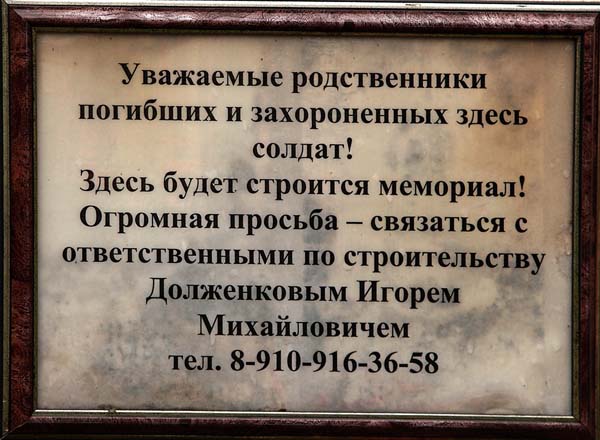 Уважаемые родственники
погибших и захороненных здесь
солдат!
Здесь будет строится мемориал!
Огромная просьба – связаться с
ответственными по строительству
Долженковым Игорем
Михайловичем
тел. 8-910-916-36-58